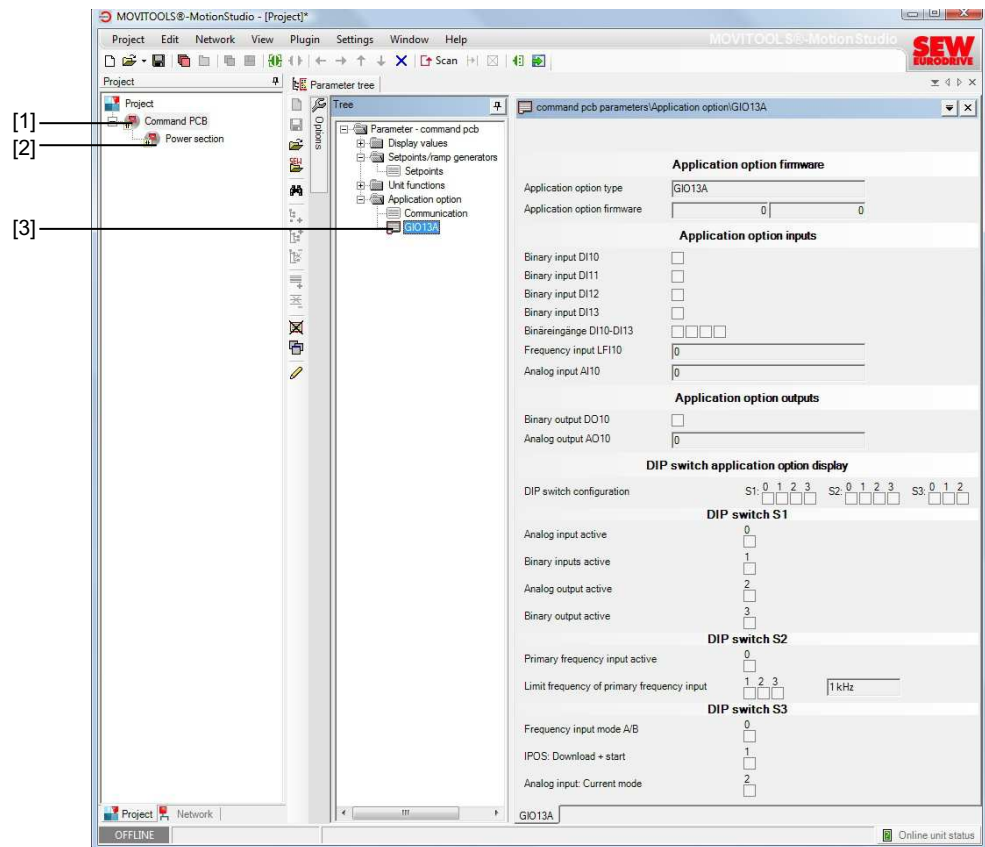 MOVITOOLS®-MotionStudio - [Project]*
Project Edit Network View Plugin Settings Window Help
MOVITOOLS®-MotionStudio
SEW
EURODRIVE
Scan
Project
Parameter tree
Project
[1]
Command PCB
[2]
Power section
Options
SEW
Tree
Parameter - command pcb
Display values
Setpoints/ramp generators
Setpoints
Unit functions
Application option
Communication
[3]
GIO13A
command pcb parameters\Application option\GIO13A
Application option firmware
Application option type GIO13A
Application option firmware 0 0
Application option inputs
Binary input DI10
Binary input DI11
Binary input DI12
Binary input DI13
Binäreingänge DI10-DI13
Frequency input LFI10 0
Analog input AI10 0
Application option outputs
Binary output DO10
Analog output AO10 0
DIP switch application option display
DIP switch configuration S1: 0 1 2 3 S2: 0 1 2 3 S3: 0 1 2
DIP switch S1
Analog input active 0
Binary inputs active 1
Analog output active 2
Binary output active 3
DIP switch S2
Primary frequency input active 0
Limit frequency of primary frequency input 1 2 3 1 kHz
DIP switch S3
Frequency input mode A/B 0
IPOS: Download + start 1
Analog input: Current mode 2
Project Network
GIO13A
OFFLINE
Online unit status